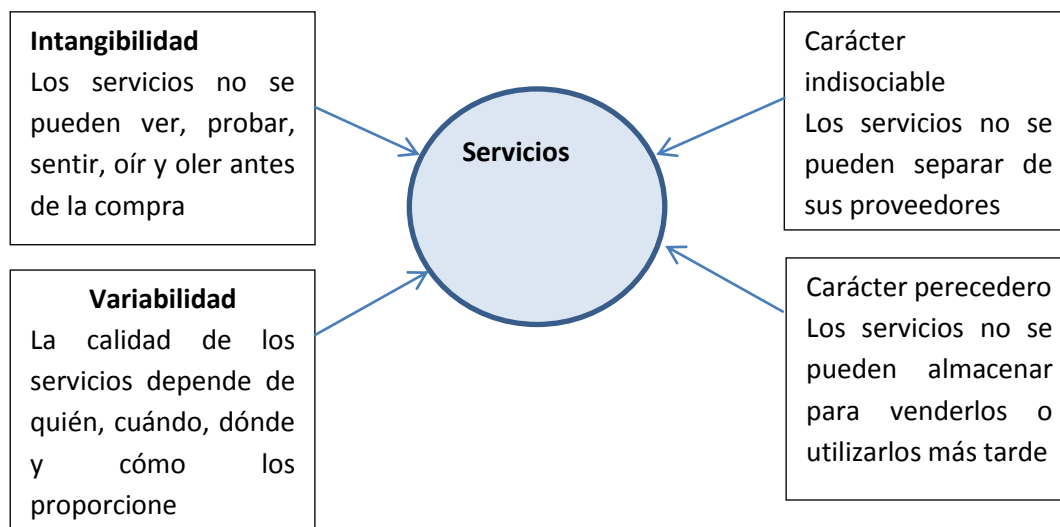 Intangibilidad
Los servicios no se
pueden ver, probar,
sentir, oír y oler antes
de la compra
Servicios
Carácter
indisociable
Los servicios no se
pueden separar de
sus proveedores
Variabilidad
La calidad de los
servicios depende de
quién, cuándo, dónde
y cómo los
proporcione
Carácter perecedero
Los servicios no se
pueden almacenar
para venderlos o
utilizarlos más tarde